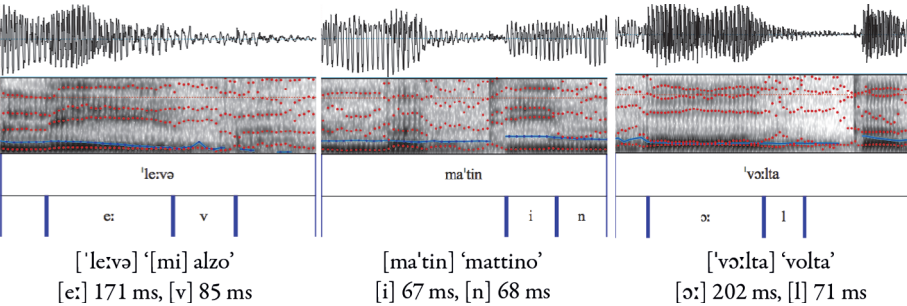 ˈleːvə
maˈtin
ˈvɔːlta
eː
v
i
n
ɔː
l
[ˈleːvə] ‘[mi] alzo’
[eː] 171 ms, [v] 85 ms
[maˈtin] ‘mattino’
[i] 67 ms, [n] 68 ms
[ˈvɔːlta] ‘volta’
[ɔː] 202 ms, [l] 71 ms